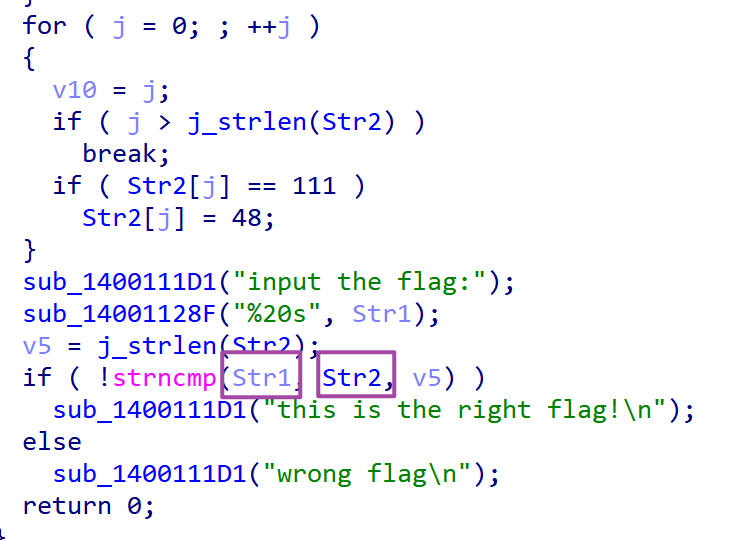 }
for ( j = 0; ; ++j )
{
v10 = j;
if ( j > j_strlen(Str2) )
break;
if ( Str2[j] == 111 )
Str2[j] = 48;
}
sub_1400111D1("input the flag:");
sub_14001128F("%20s", Str1);
v5 = j_strlen(Str2);
if ( !strncmp(Str1, Str2, v5) )
sub_1400111D1("this is the right flag!\n");
else
sub_1400111D1("wrong flag\n");
return 0;
}